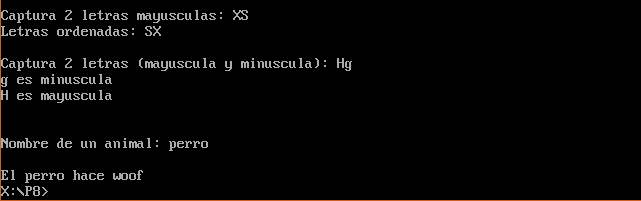 Captura 2 letras mayusculas: XS
Letras ordenadas: SX
Captura 2 letras (mayuscula y minuscula): Hg
g es minuscula
H es mayuscula
Nombre de un animal: perro
El perro hace woof
X:\P8>